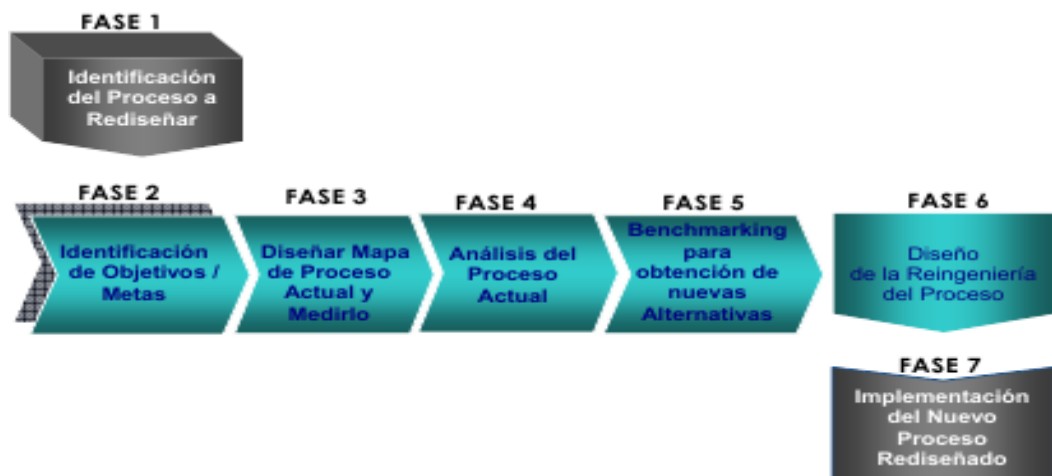 FASE 1
Identificación
del Proceso a
Rediseñar
FASE 2
Identificación
de Objetivos /
Metas
FASE 3
Diseñar Mapa
de Proceso
Actual y
Medirlo
FASE 4
Análisis del
Proceso
Actual
FASE 5
Benchmarking
para
obtención de
nuevas
Alternativas
FASE 6
Diseño
de la Reingeniería
del Proceso
FASE 7
Implementación
del Nuevo
Proceso
Rediseñado